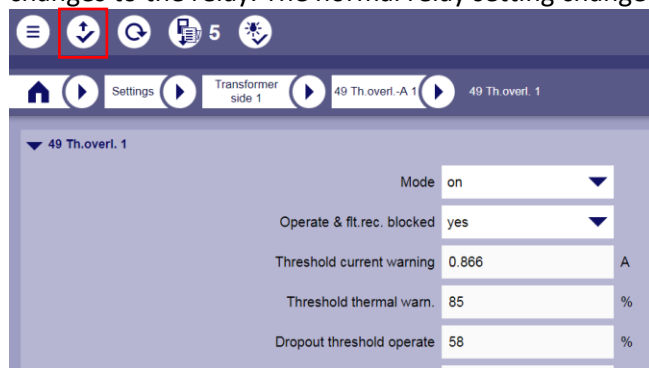 changes to the relay. The normal relay setting change
5
Settings
Transformer
side 1
49 Th.overl.-A 1
49 Th.overl. 1
49 Th.overl. 1
Mode on
Operate & flt.rec. blocked yes
Threshold current warning 0.866 A
Threshold thermal warn. 85 %
Dropout threshold operate 58 %